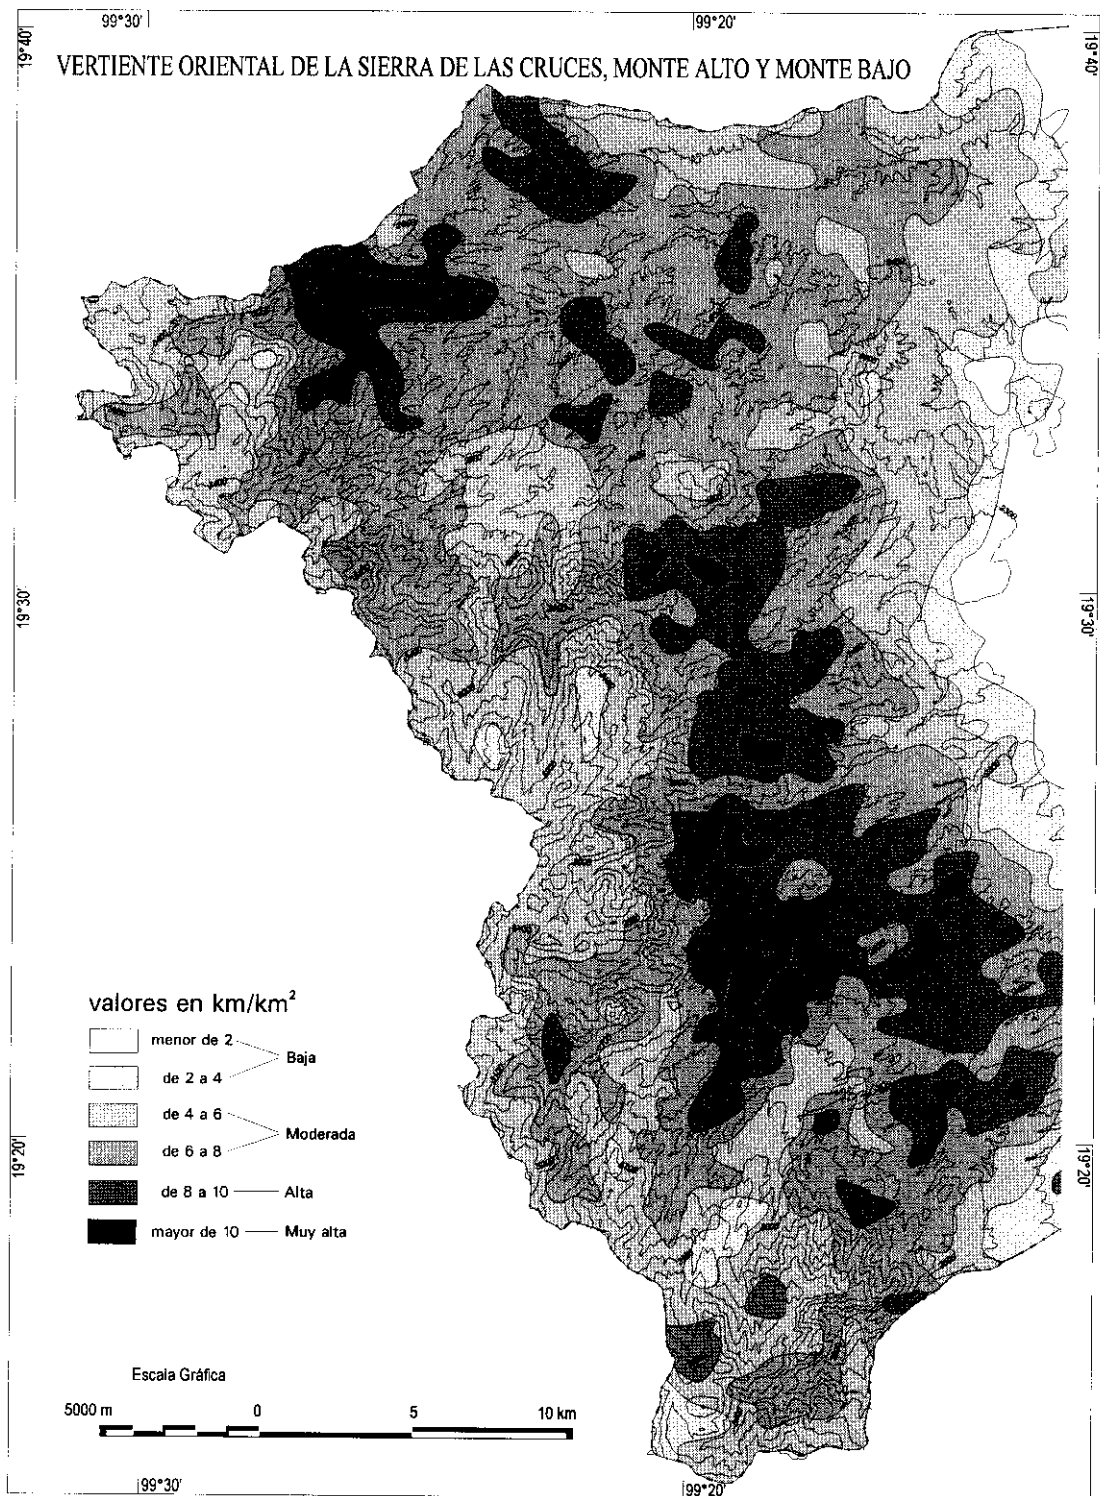 99°30'
99°20'
19°40'
19°40'
VERTIENTE ORIENTAL DE LA SIERRA DE LAS CRUCES, MONTE ALTO Y MONTE BAJO
19°30'
19°30'
valores en km/km²
menor de 2
Baja
de 2 a 4
de 4 a 6
Moderada
de 6 a 8
de 8 a 10 Alta
mayor de 10 Muy alta
19°20'
19°20'
Escala Gráfica
5000 m 0 5 10 km
99°30'
99°20'